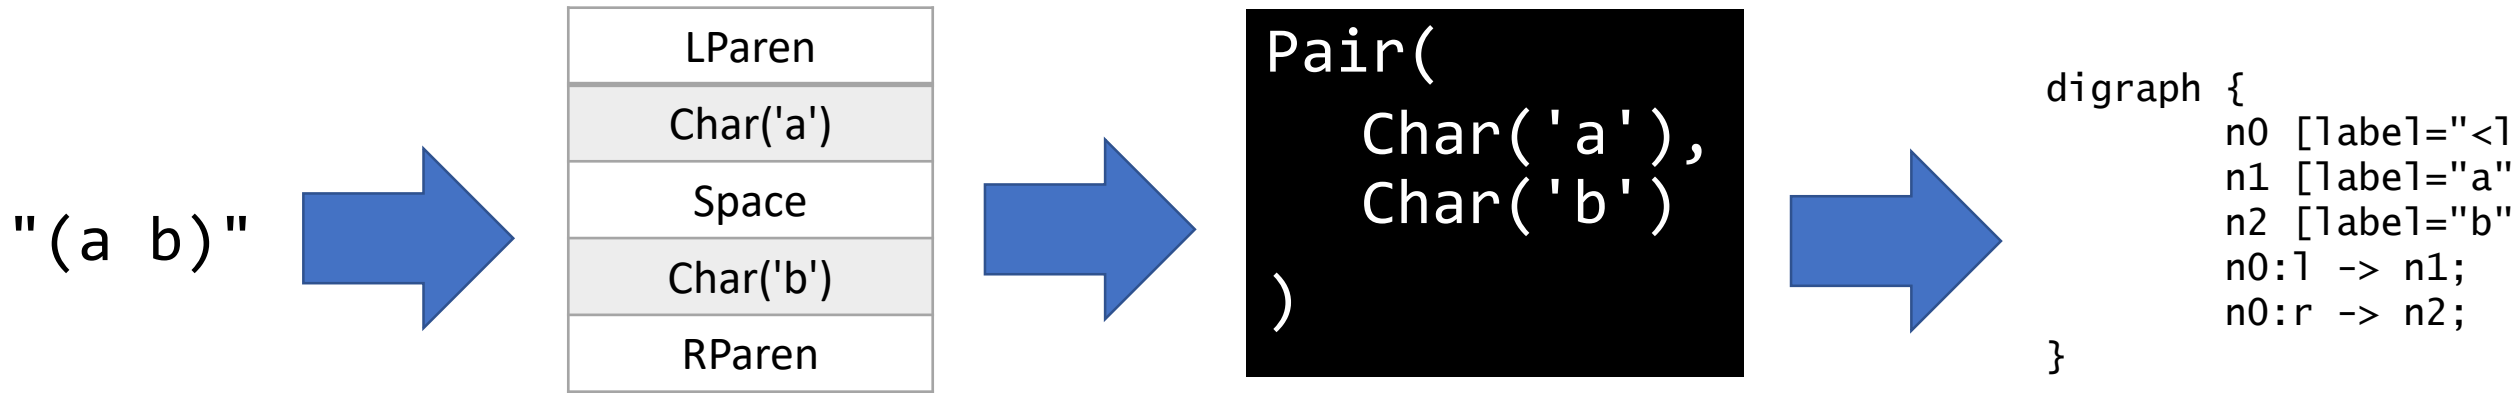 "(a b)"
LParen
Char('a')
Space
Char('b')
RParen
Pair(
Char('a'),
Char('b')
)
digraph {
n0 [label="<l
n1 [label="a"
n2 [label="b"
n0:l -> n1;
n0:r -> n2;
}